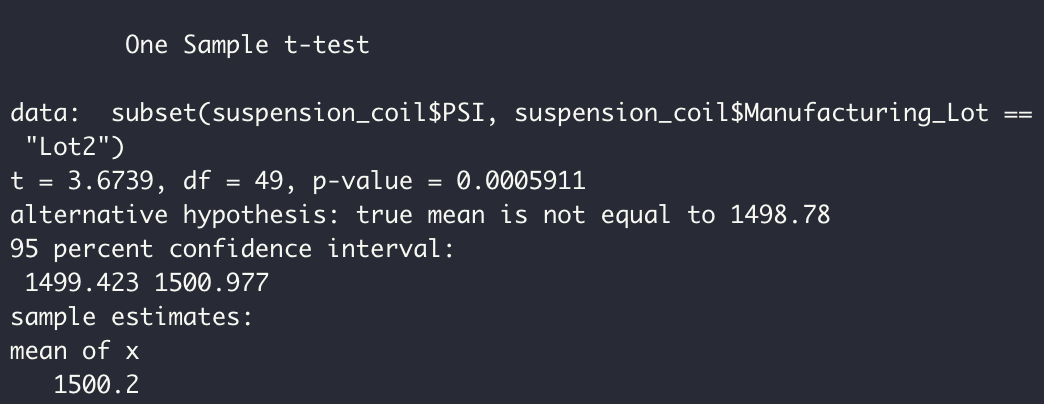 One Sample t-test
data:  subset(suspension_coil$PSI, suspension_coil$Manufacturing_Lot ==
"Lot2")
t = 3.6739, df = 49, p-value = 0.0005911
alternative hypothesis: true mean is not equal to 1498.78
95 percent confidence interval:
1499.423 1500.977
sample estimates:
mean of x
1500.2